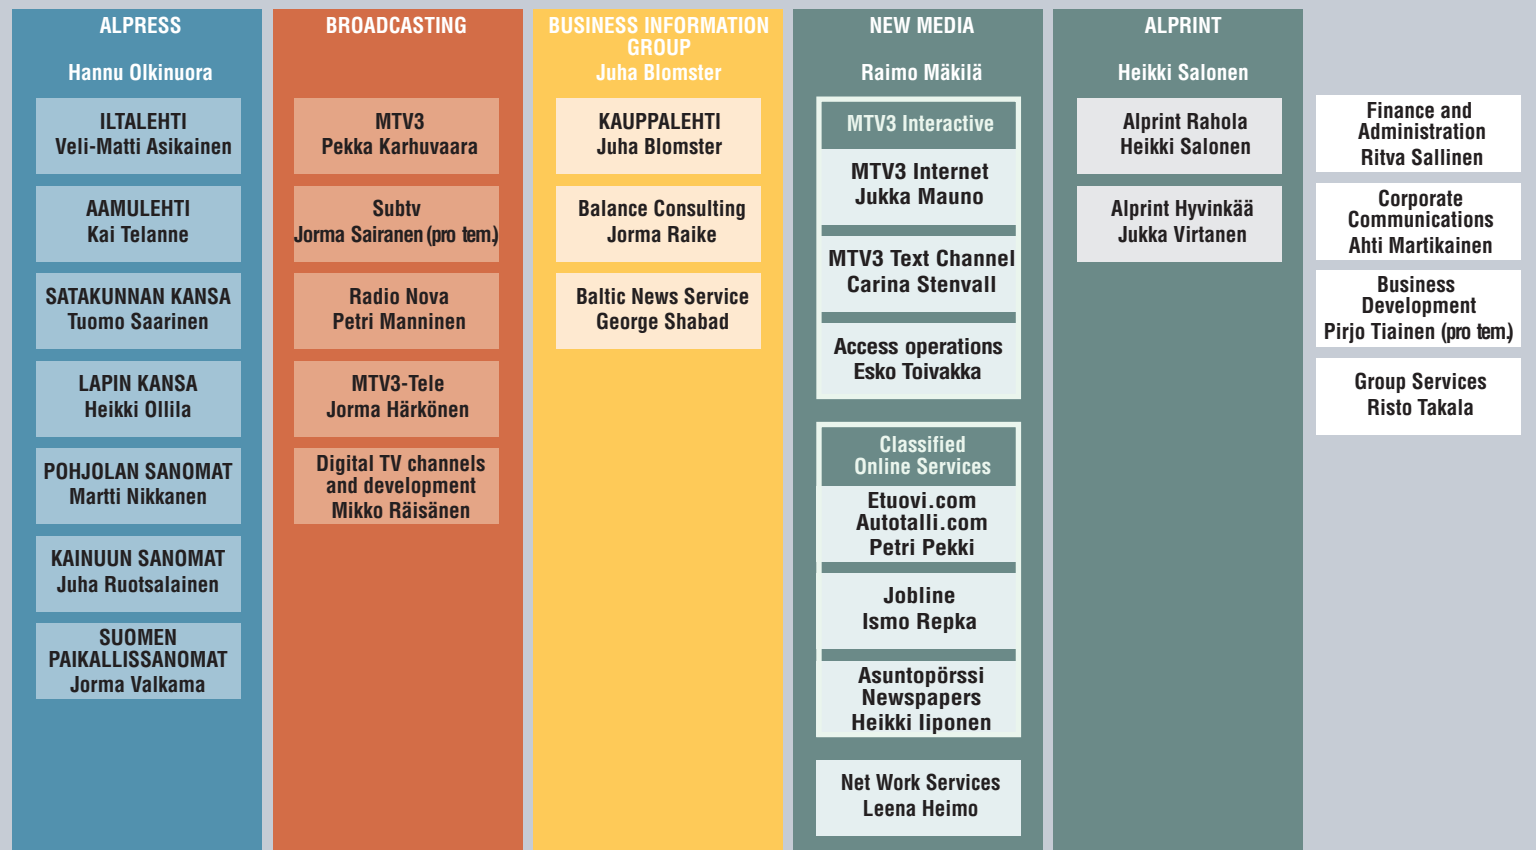 ALPRESS
Hannu Olkinuora
ILTALEHTI
Veli-Matti Asikainen
AAMULEHTI
Kai Telanne
SATAKUNNAN KANSA
Tuomo Saarinen
LAPIN KANSA
Heikki Ollila
POHJOLAN SANOMAT
Martti Nikkanen
KAINUUN SANOMAT
Juha Ruotsalainen
SUOMEN
PAIKALLISSANOMAT
Jorma Valkama
BROADCASTING
MTV3
Pekka Karhuvaara
Subtv
Jorma Sairanen (pro tem.)
Radio Nova
Petri Manninen
MTV3-Tele
Jorma Härkönen
Digital TV channels
and development
Mikko Räisänen
BUSINESS INFORMATION
GROUP
Juha Blomster
KAUPPALEHTI
Juha Blomster
Balance Consulting
Jorma Raike
Baltic News Service
George Shabad
NEW MEDIA
Raimo Mäkilä
MTV3 Interactive
MTV3 Internet
Jukka Mauno
MTV3 Text Channel
Carina Stenvall
Access operations
Esko Toivakka
Classified
Online Services
Etuovi.com
Autotalli.com
Petri Pekki
Jobline
Ismo Repka
Asuntopörssi
Newspapers
Heikki Iiponen
Net Work Services
Leena Heimo
ALPRINT
Heikki Salonen
Alprint Rahola
Heikki Salonen
Alprint Hyvinkää
Jukka Virtanen
Finance and
Administration
Ritva Sallinen
Corporate
Communications
Ahti Martikainen
Business
Development
Pirjo Tiainen (pro tem.)
Group Services
Risto Takala